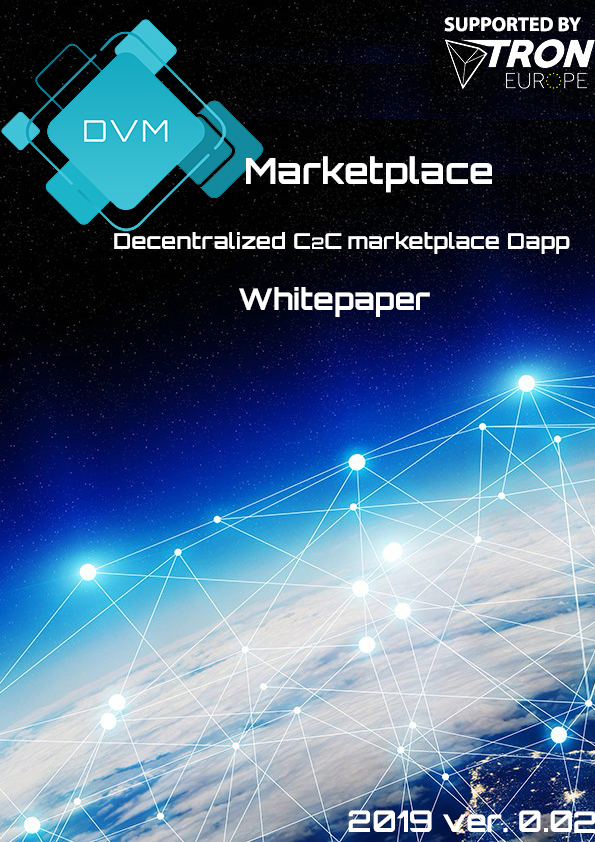 SUPPORTED BY
TRON
EUROPE
DVM
Marketplace
Decentralized C2C marketplace Dapp
Whitepaper
2019 ver. 0.02